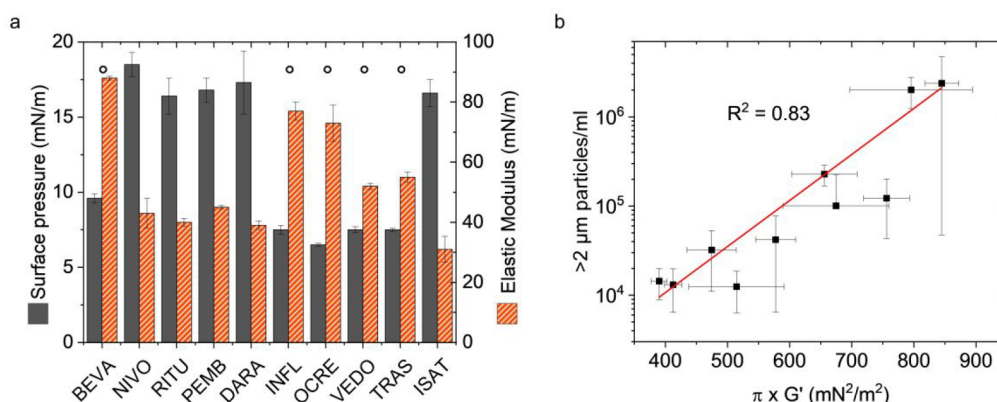 a
b
20
15
10
5
0
Surface pressure (mN/m)
100
80
60
40
20
0
Elastic Modulus (mN/m)
BEVA
NIVO
RITU
PEMB
DARA
INFL
OCRE
VEDO
TRAS
ISAT
>2 µm particles/ml
10⁶
10⁵
10⁴
R² = 0.83
400 500 600 700 800 900
π x G' (mN²/m²)